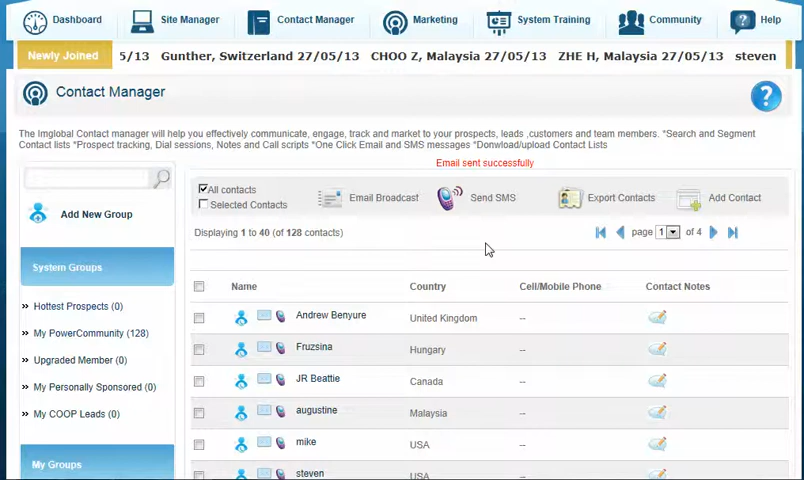 Dashboard Site Manager Contact Manager Marketing System Training Community Help
Newly Joined 5/13 Gunther, Switzerland 27/05/13 CHOO Z, Malaysia 27/05/13 ZHE H, Malaysia 27/05/13 steven
Contact Manager
?
The Imglobal Contact manager will help you effectively communicate, engage, track and market to your prospects, leads ,customers and team members. *Search and Segment
Contact lists *Prospect tracking, Dial sessions, Notes and Call scripts *One Click Email and SMS messages *Donwload/upload Contact Lists
Email sent successfully
All contacts
Selected Contacts
Email Broadcast Send SMS Export Contacts Add Contact
Add New Group
Displaying 1 to 40 (of 128 contacts) page 1 of 4
System Groups
Name Country Cell/Mobile Phone Contact Notes
Hottest Prospects (0)
My PowerCommunity (128)
Upgraded Member (0)
My Personally Sponsored (0)
My COOP Leads (0)
My Groups
Andrew Benyure United Kingdom --
Fruzsina Hungary --
JR Beattie Canada --
augustine Malaysia --
mike USA --
steven USA --